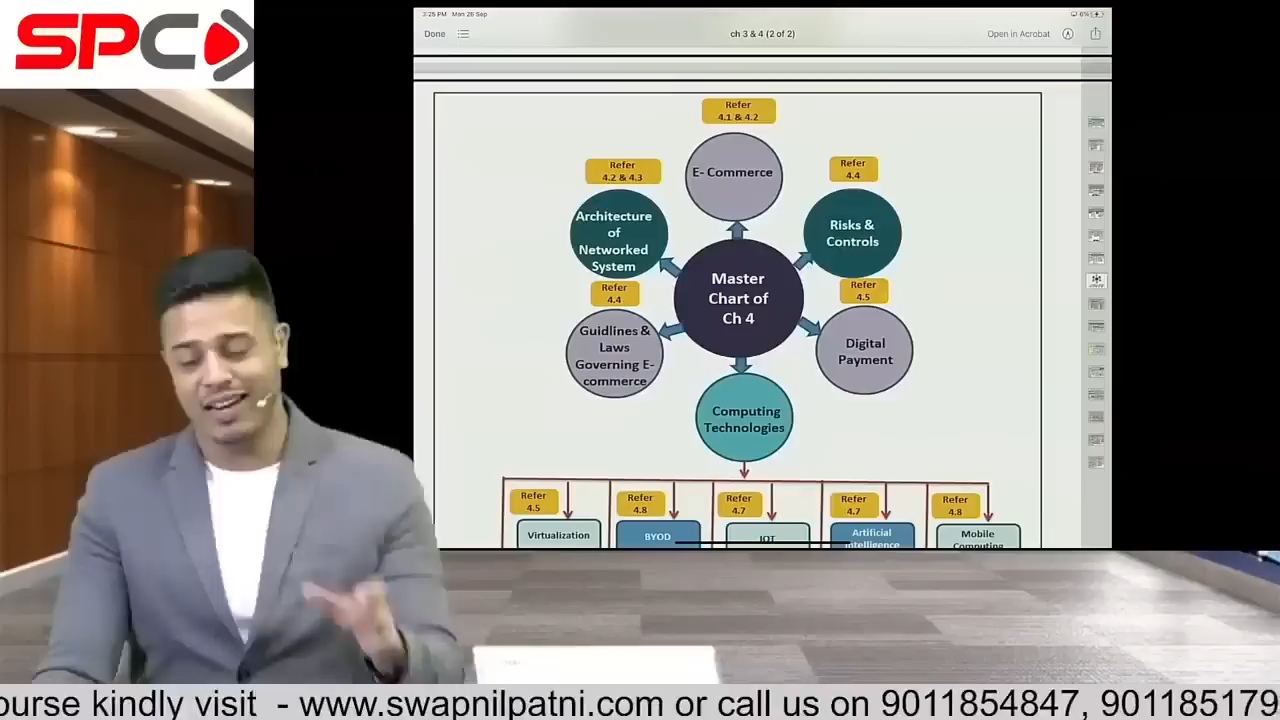 SPC
3:25 PM Mon 26 Sep
6%
Done
ch 3 & 4 (2 of 2)
Open in Acrobat
Refer
4.1 & 4.2
E- Commerce
Refer
4.2 & 4.3
Architecture
of
Networked
System
Refer
4.4
Risks &
Controls
Master
Chart of
Ch 4
Refer
4.4
Guidlines &
Laws
Governing E-
commerce
Refer
4.5
Digital
Payment
Computing
Technologies
Refer
4.5
Virtualization
Refer
4.8
BYOD
Refer
4.7
IOT
Refer
4.7
Artificial
Intelligence
Refer
4.8
Mobile
Computing
ourse kindly visit - www.swapnilpatni.com or call us on 9011854847, 901185179